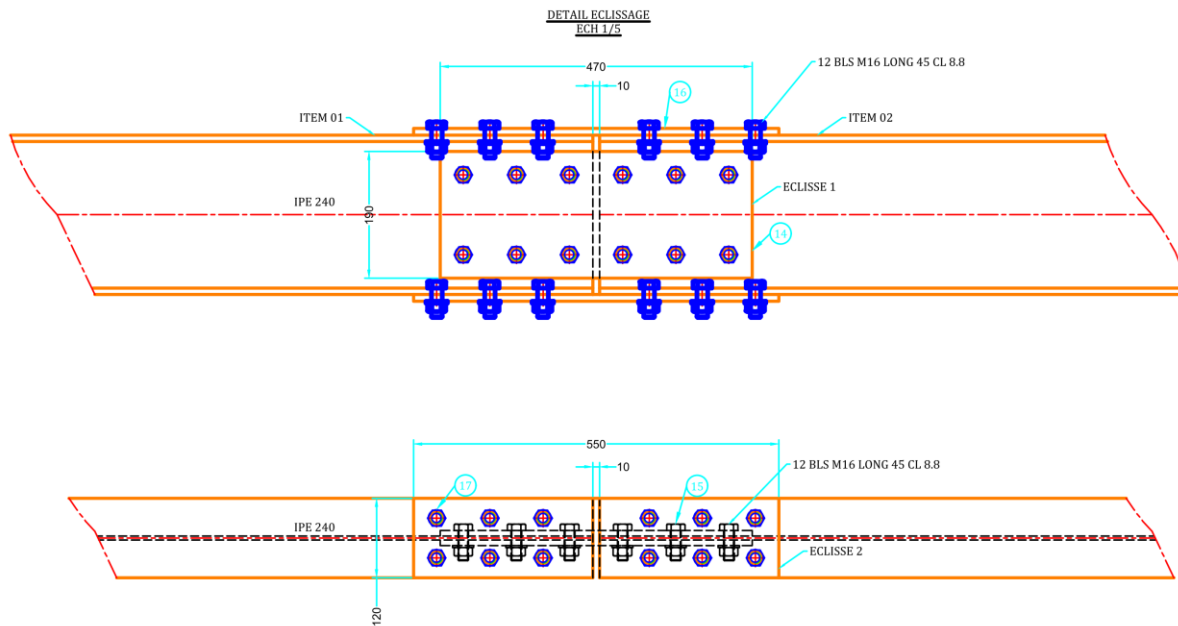 DETAIL ECLISSAGE
ECH 1/5
470
12 BLS M16 LONG 45 CL 8.8
10
16
ITEM 01
ITEM 02
ECLISSE 1
IPE 240
190
14
550
10
12 BLS M16 LONG 45 CL 8.8
17
15
IPE 240
ECLISSE 2
120